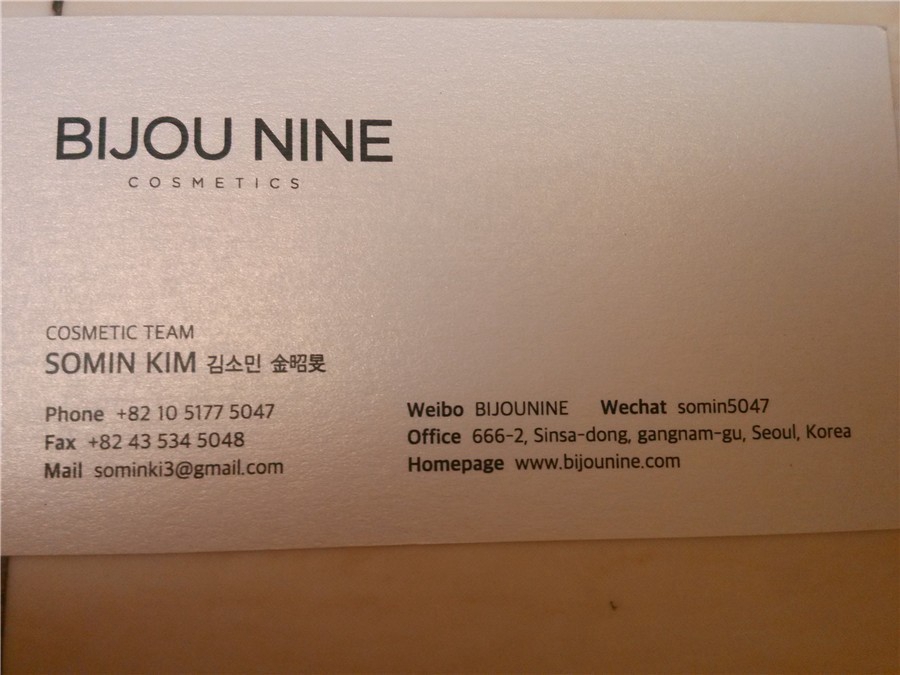 BIJOU NINE
COSMETICS
COSMETIC TEAM
SOMIN KIM 김소민 金昭旻
Phone +82 10 5177 5047
Fax +82 43 534 5048
Mail sominki3@gmail.com
Weibo BIJOUNINE Wechat somin5047
Office 666-2, Sinsa-dong, gangnam-gu, Seoul, Korea
Homepage www.bijounine.com